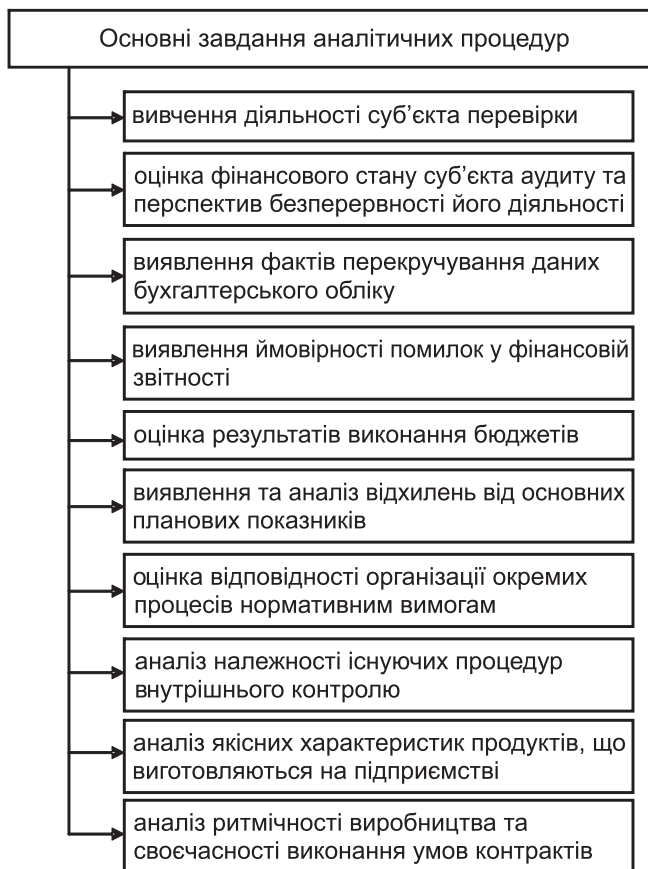 Основні завдання аналітичних процедур
вивчення діяльності суб’єкта перевірки
оцінка фінансового стану суб’єкта аудиту та
перспектив безперервності його діяльності
виявлення фактів перекручування даних
бухгалтерського обліку
виявлення ймовірності помилок у фінансовій
звітності
оцінка результатів виконання бюджетів
виявлення та аналіз відхилень від основних
планових показників
оцінка відповідності організації окремих
процесів нормативним вимогам
аналіз належності існуючих процедур
внутрішнього контролю
аналіз якісних характеристик продуктів, що
виготовляються на підприємстві
аналіз ритмічності виробництва та
своєчасності виконання умов контрактів